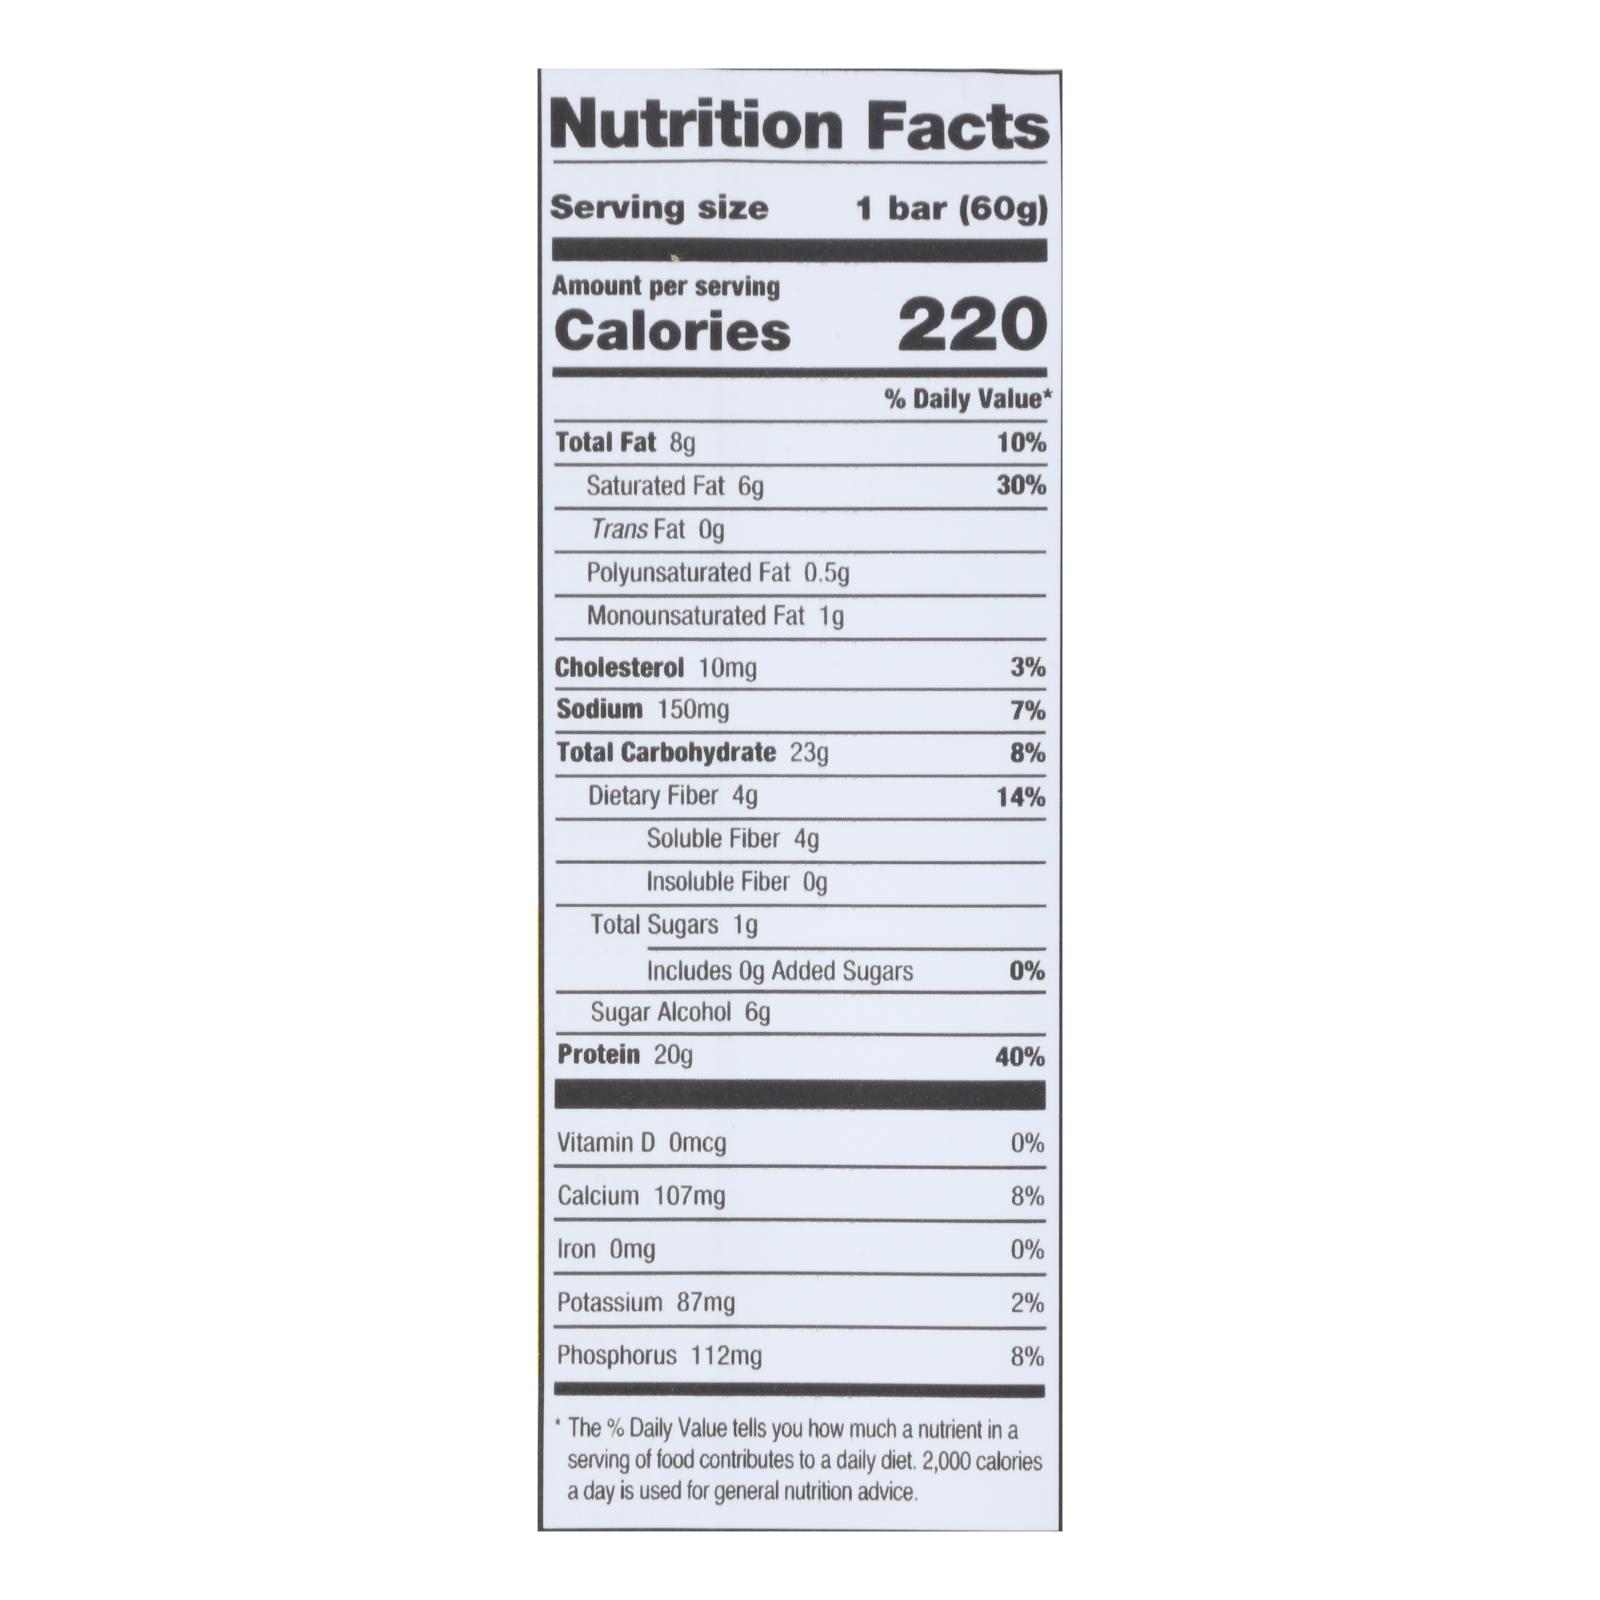 Nutrition Facts
Serving size 1 bar (60g)
Amount per serving
Calories 220
% Daily Value*
Total Fat 8g 10%
Saturated Fat 6g 30%
Trans Fat 0g
Polyunsaturated Fat 0.5g
Monounsaturated Fat 1g
Cholesterol 10mg 3%
Sodium 150mg 7%
Total Carbohydrate 23g 8%
Dietary Fiber 4g 14%
Soluble Fiber 4g
Insoluble Fiber 0g
Total Sugars 1g
Includes 0g Added Sugars 0%
Sugar Alcohol 6g
Protein 20g 40%
Vitamin D 0mcg 0%
Calcium 107mg 8%
Iron 0mg 0%
Potassium 87mg 2%
Phosphorus 112mg 8%
* The % Daily Value tells you how much a nutrient in a
serving of food contributes to a daily diet. 2,000 calories
a day is used for general nutrition advice.